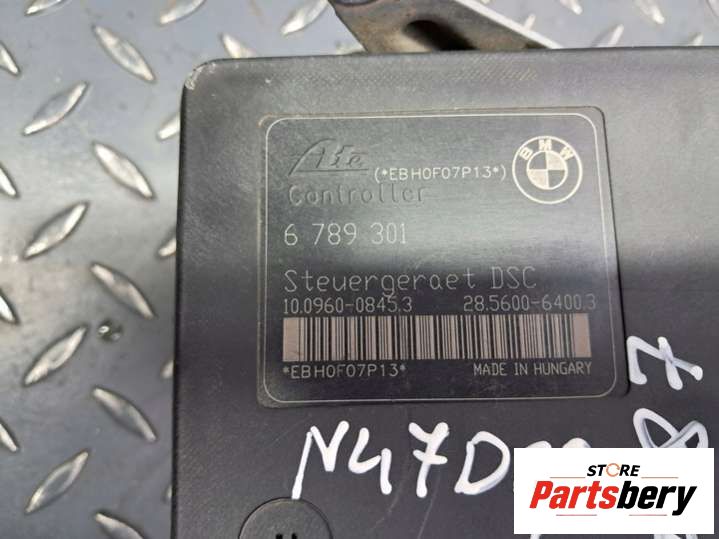 Ate (*EBH0F07P13*) BMW
Controller
6 789 301
Steuergeraet DSC
10.0960-0845.3 28.5600-6400.3
*EBH0F07P13* MADE IN HUNGARY
N47D
STORE
Partsbery